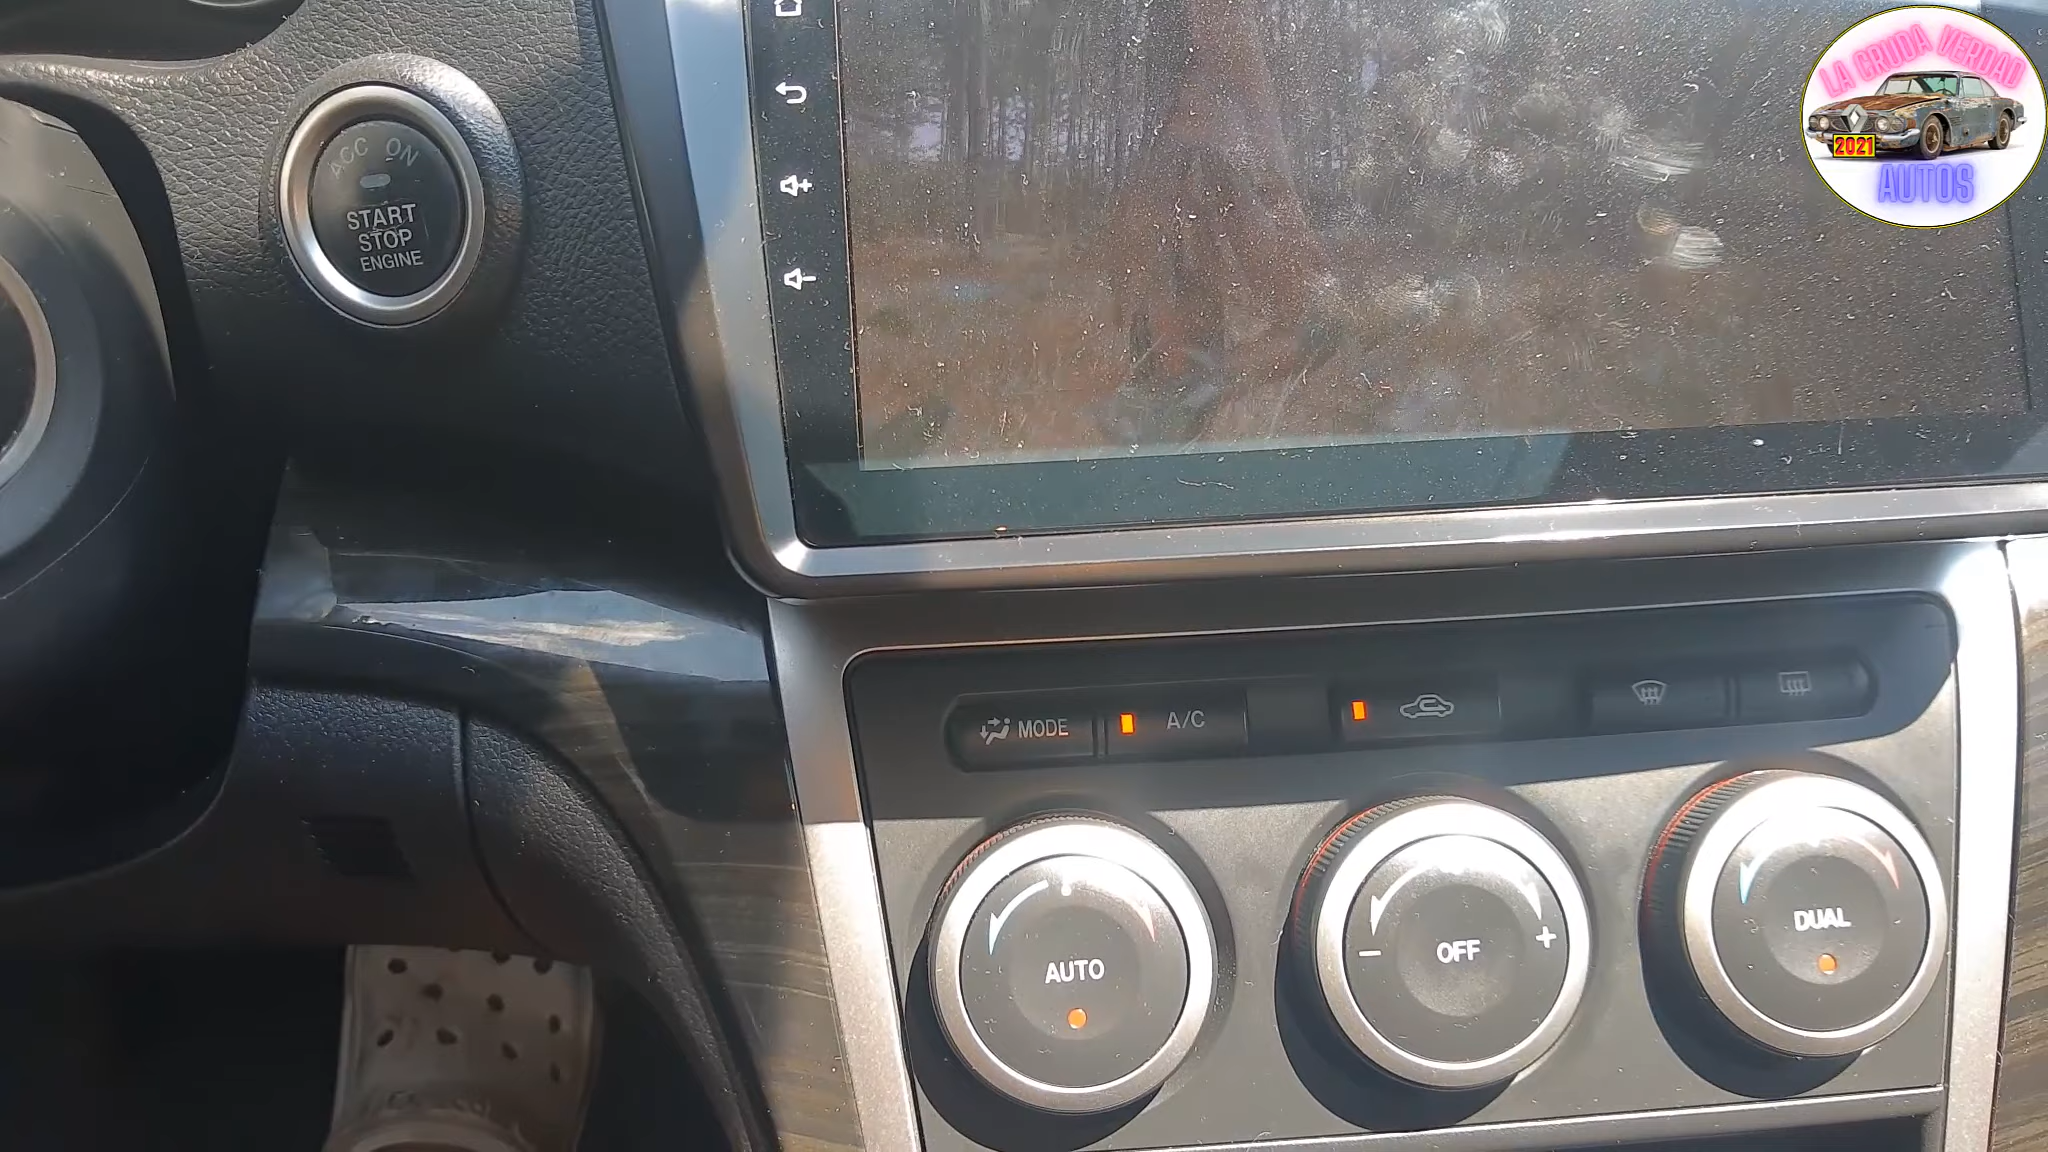 LA CRUDA VERDAD
2021
AUTOS
ACC ON
START
STOP
ENGINE
MODE
A/C
AUTO
- OFF +
DUAL